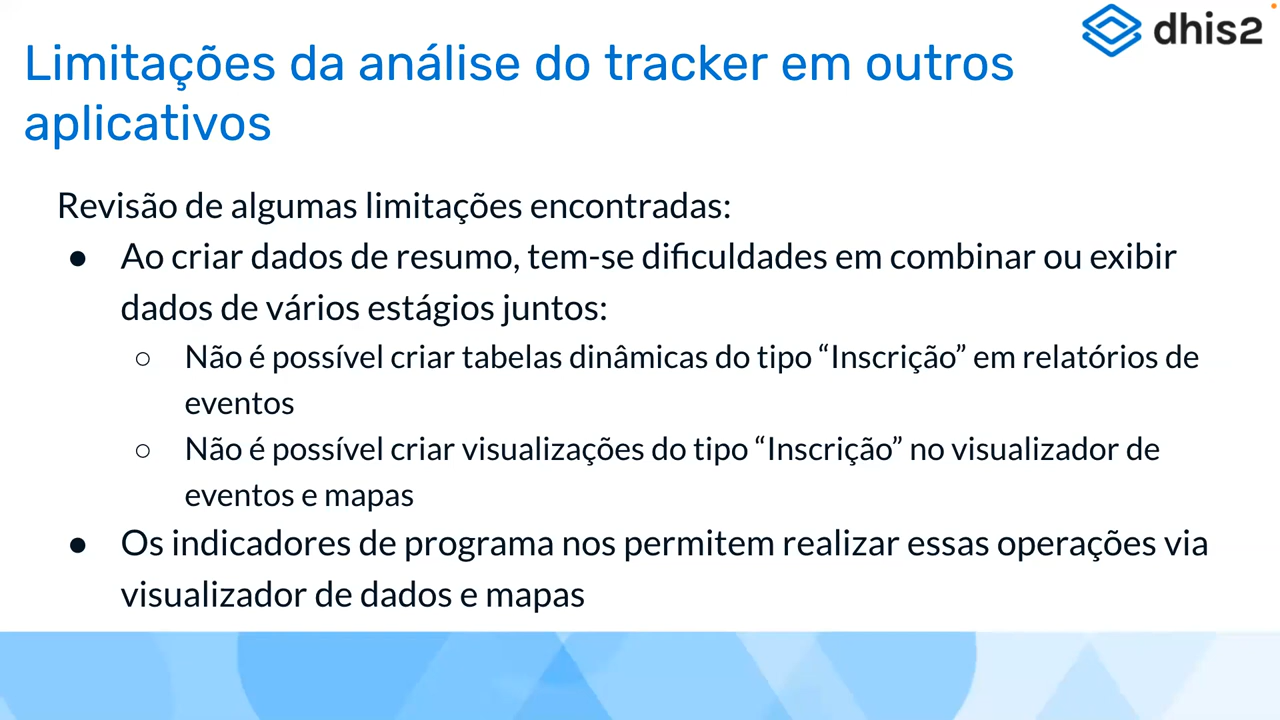 dhis2
Limitações da análise do tracker em outros
aplicativos
Revisão de algumas limitações encontradas:
● Ao criar dados de resumo, tem-se dificuldades em combinar ou exibir
dados de vários estágios juntos:
○ Não é possível criar tabelas dinâmicas do tipo “Inscrição” em relatórios de
eventos
○ Não é possível criar visualizações do tipo “Inscrição” no visualizador de
eventos e mapas
● Os indicadores de programa nos permitem realizar essas operações via
visualizador de dados e mapas